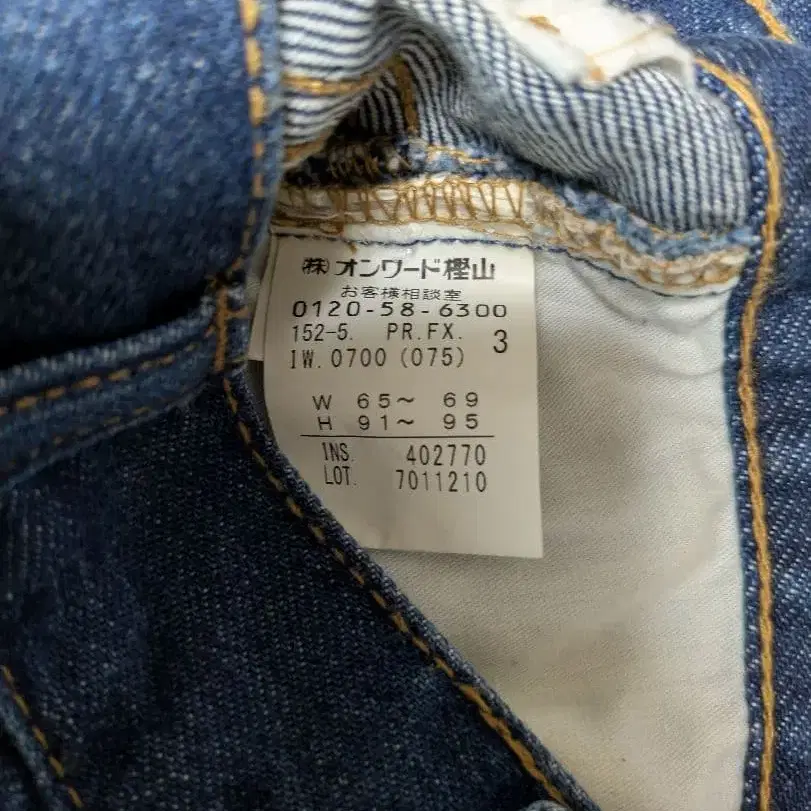 ㈱オンワード樫山
お客様相談室
0120-58-6300
152-5. PR.FX. 3
IW.0700(075)
W 65～ 69
H 91～ 95
INS. 402770
LOT. 7011210